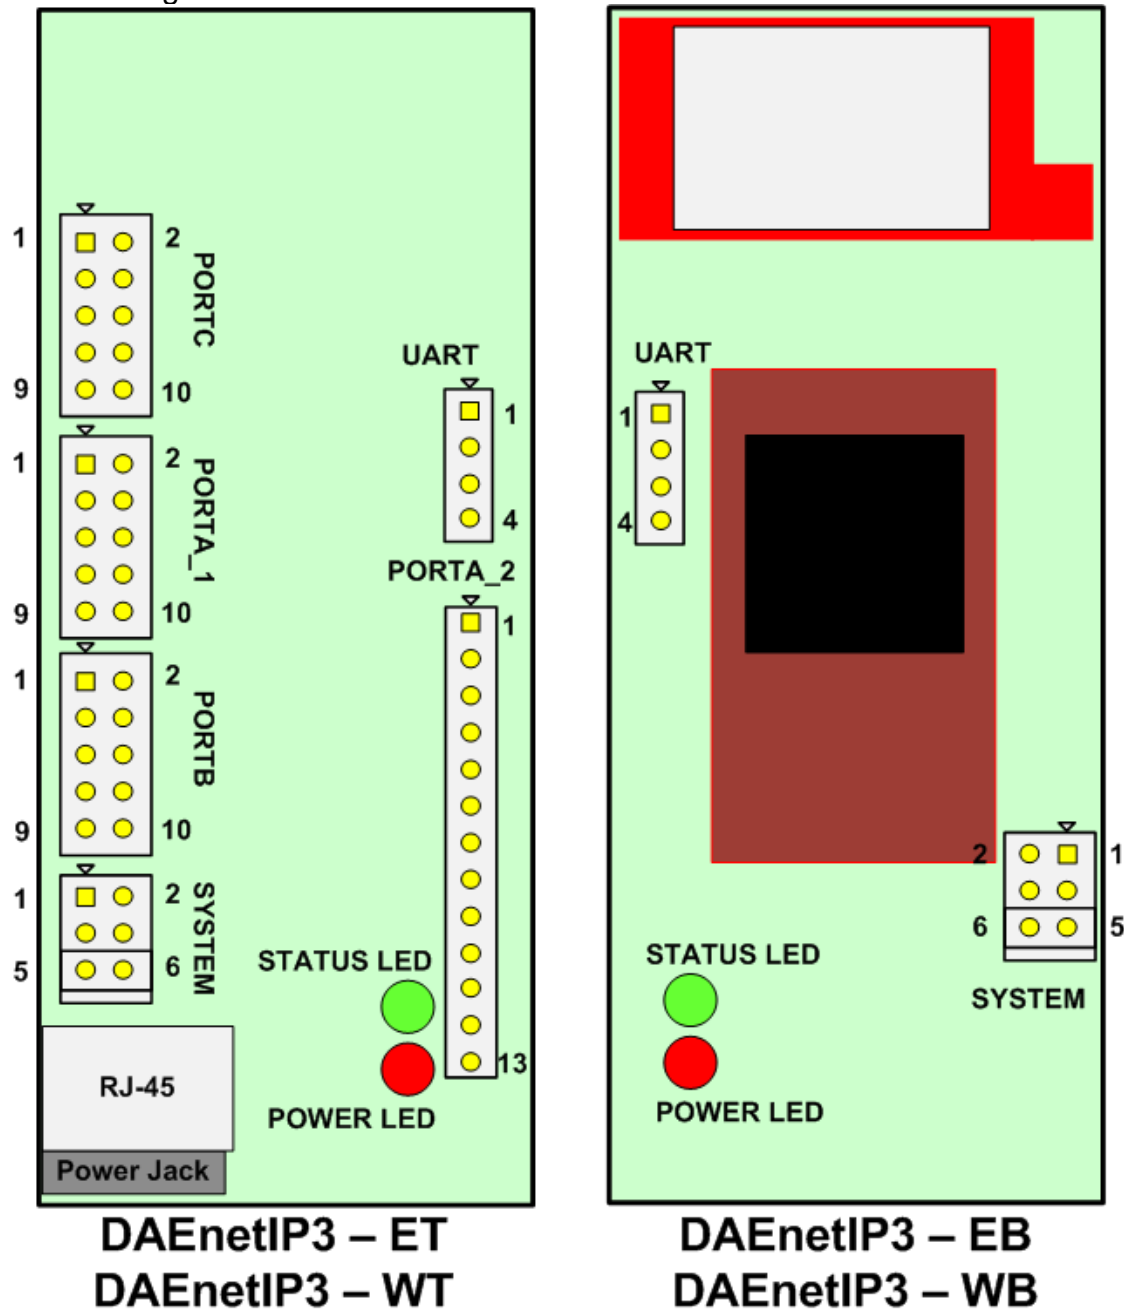 1
2
PORTC
9
10
1
2
PORTA_1
9
10
1
2
PORTB
9
10
1
2
SYSTEM
5
6
UART
1
4
PORTA_2
1
13
STATUS LED
POWER LED
RJ-45
Power Jack
DAEnetIP3 – ET
DAEnetIP3 – WT
UART
1
4
2
1
6
5
SYSTEM
STATUS LED
POWER LED
DAEnetIP3 – EB
DAEnetIP3 – WB